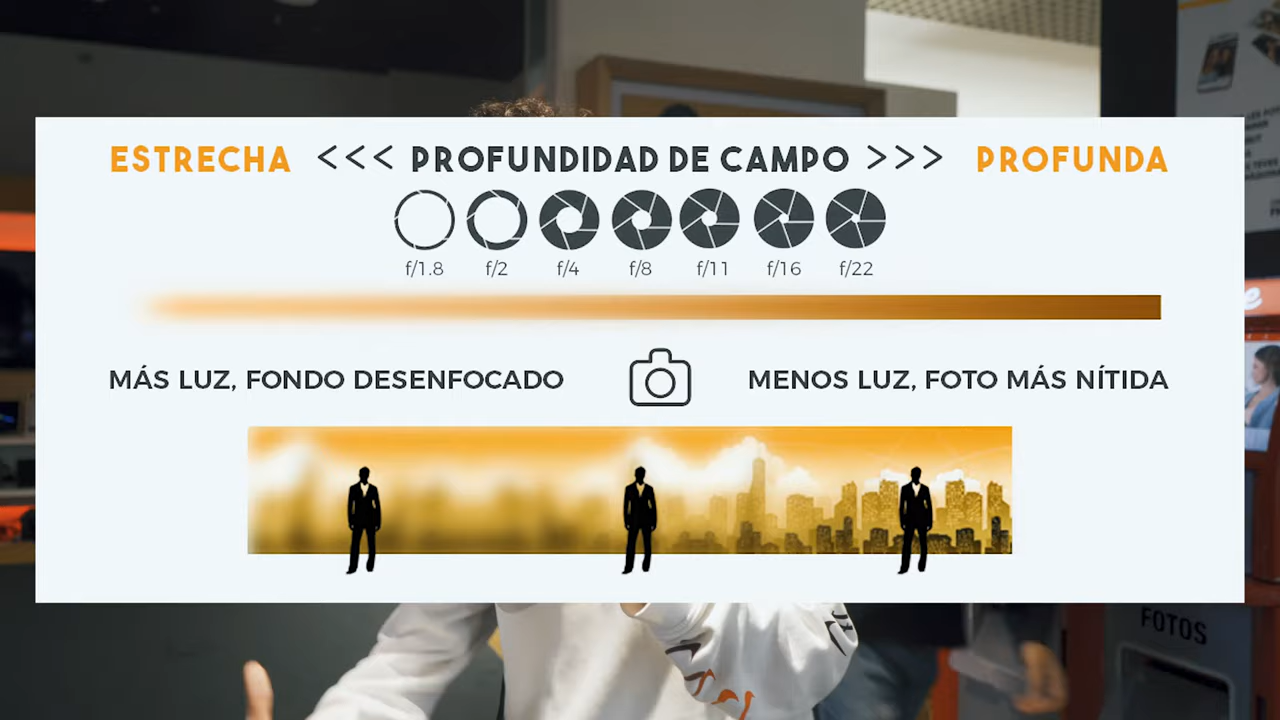 ESTRECHA <<< PROFUNDIDAD DE CAMPO >>> PROFUNDA
f/1.8 f/2 f/4 f/8 f/11 f/16 f/22
MÁS LUZ, FONDO DESENFOCADO MENOS LUZ, FOTO MÁS NÍTIDA
FOTOS